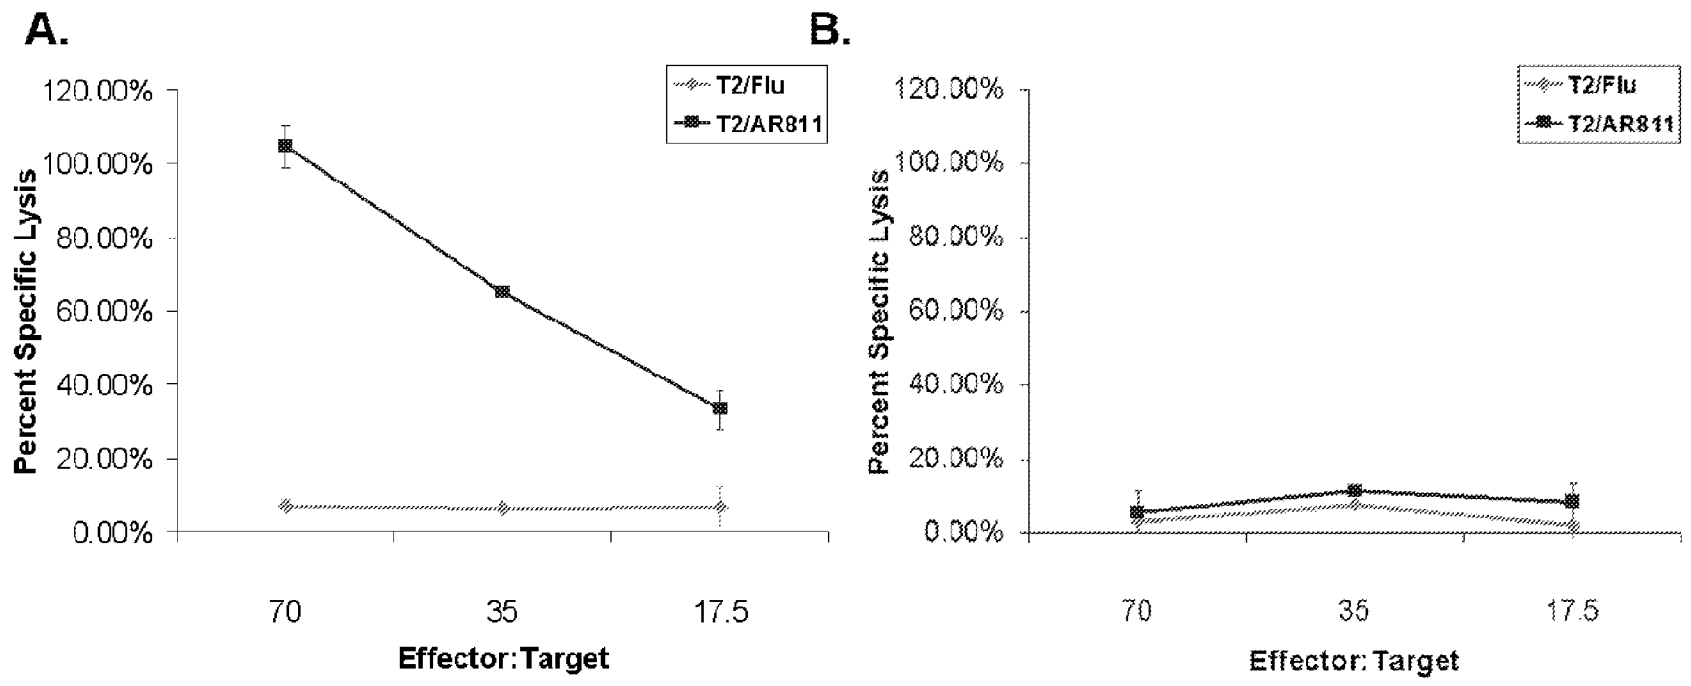 A.
120.00%
100.00%
80.00%
60.00%
40.00%
20.00%
0.00%
Percent Specific Lysis
T2/Flu
T2/AR811
70 35 17.5
Effector:Target
B.
120.00%
100.00%
80.00%
60.00%
40.00%
20.00%
0.00%
Percent Specific Lysis
T2/Flu
T2/AR811
70 35 17.5
Effector:Target